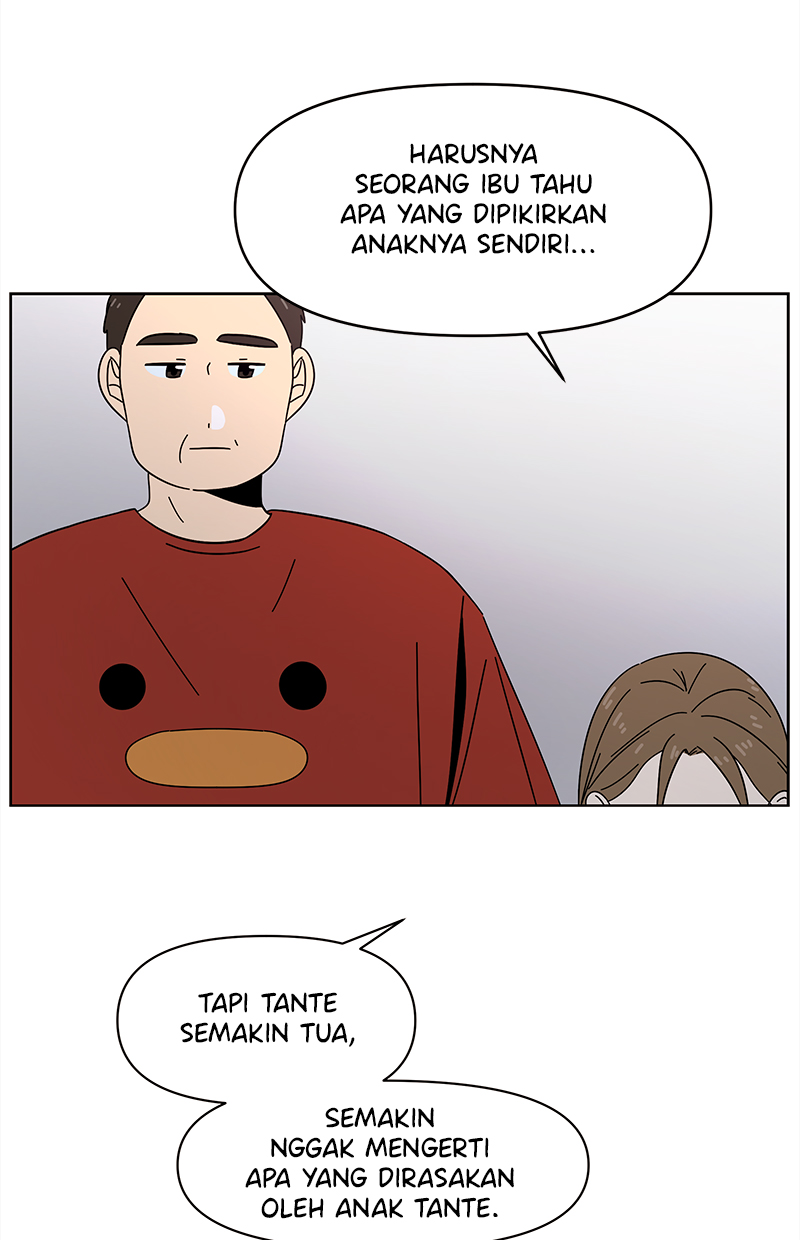 HARUSNYA
SEORANG IBU TAHU
APA YANG DIPIKIRKAN
ANAKNYA SENDIRI...
TAPI TANTE
SEMAKIN TUA,
SEMAKIN
NGGAK MENGERTI
APA YANG DIRASAKAN
OLEH ANAK TANTE.